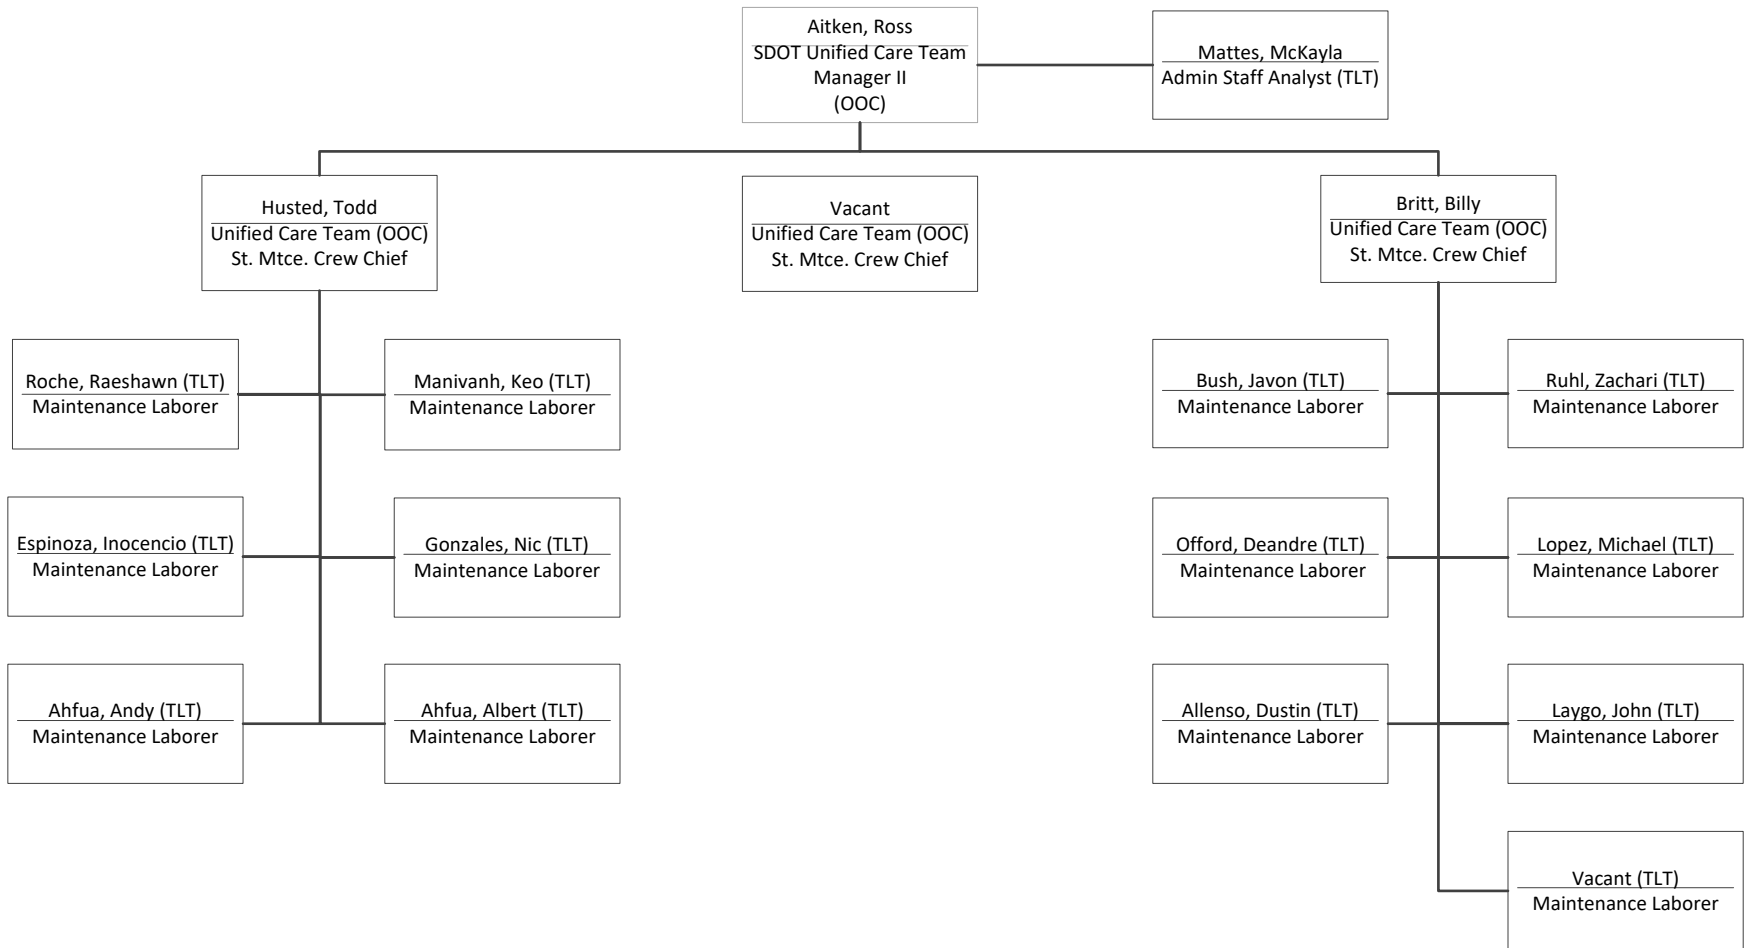 Aitken, Ross
SDOT Unified Care Team
Manager II
(OOC)
Mattes, McKayla
Admin Staff Analyst (TLT)
Husted, Todd
Unified Care Team (OOC)
St. Mtce. Crew Chief
Vacant
Unified Care Team (OOC)
St. Mtce. Crew Chief
Britt, Billy
Unified Care Team (OOC)
St. Mtce. Crew Chief
Roche, Raeshawn (TLT)
Maintenance Laborer
Manivanh, Keo (TLT)
Maintenance Laborer
Bush, Javon (TLT)
Maintenance Laborer
Ruhl, Zachari (TLT)
Maintenance Laborer
Espinoza, Inocencio (TLT)
Maintenance Laborer
Gonzales, Nic (TLT)
Maintenance Laborer
Offord, Deandre (TLT)
Maintenance Laborer
Lopez, Michael (TLT)
Maintenance Laborer
Ahfua, Andy (TLT)
Maintenance Laborer
Ahfua, Albert (TLT)
Maintenance Laborer
Allenso, Dustin (TLT)
Maintenance Laborer
Laygo, John (TLT)
Maintenance Laborer
Vacant (TLT)
Maintenance Laborer